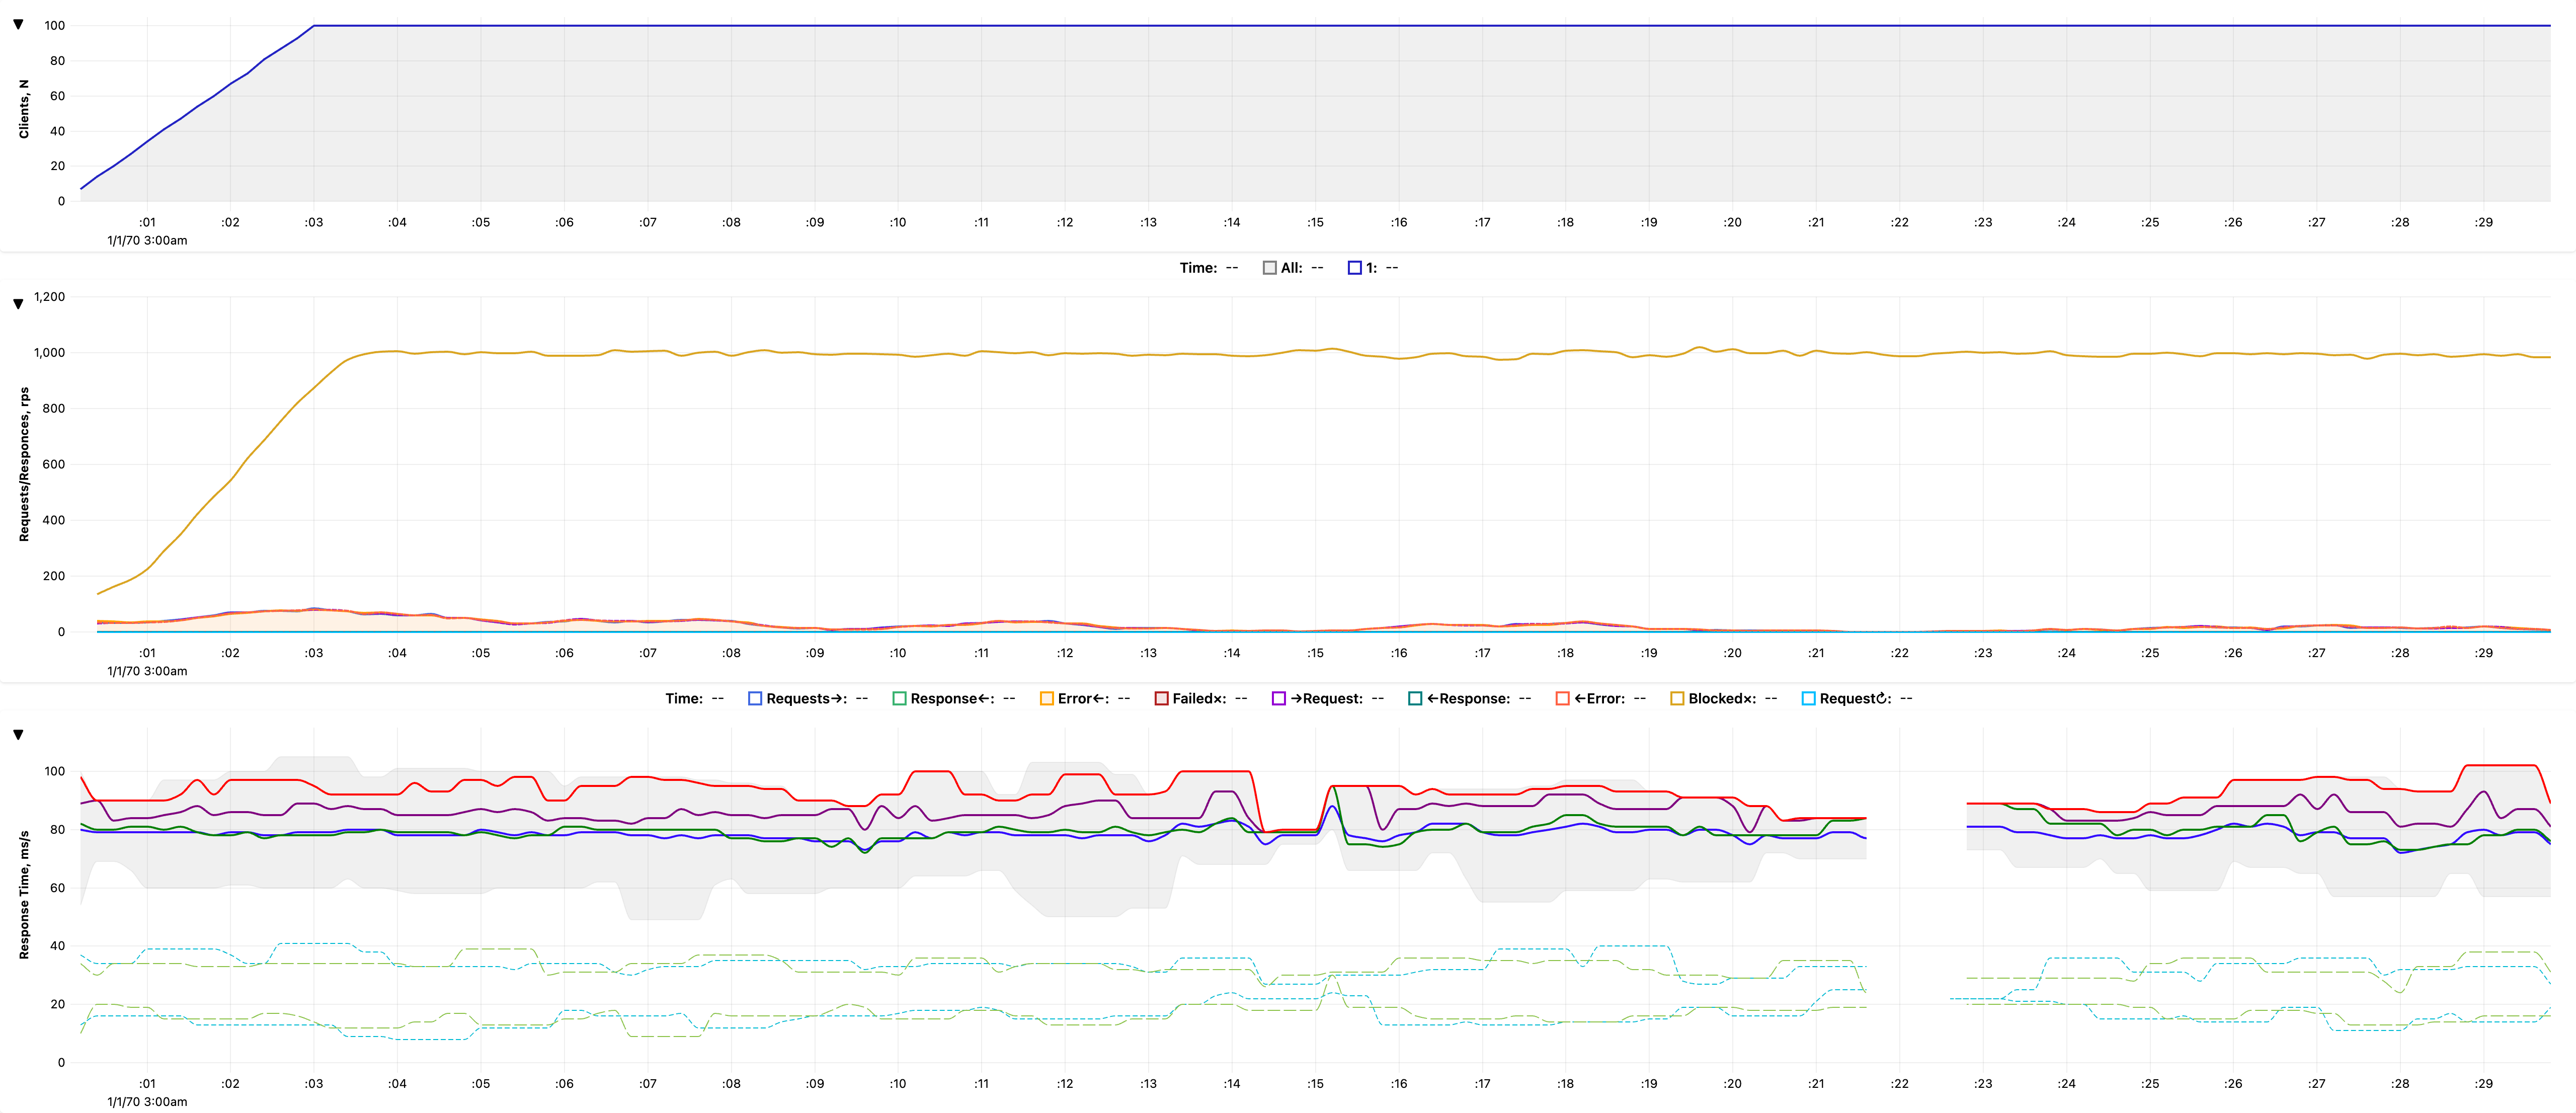 ▼
Clients, N
100
80
60
40
20
0
:01 :02 :03 :04 :05 :06 :07 :08 :09 :10 :11 :12 :13 :14 :15 :16 :17 :18 :19 :20 :21 :22 :23 :24 :25 :26 :27 :28 :29
1/1/70 3:00am
Time: -- All: -- 1: --
▼
Requests/Responces, rps
1,200
1,000
800
600
400
200
0
:01 :02 :03 :04 :05 :06 :07 :08 :09 :10 :11 :12 :13 :14 :15 :16 :17 :18 :19 :20 :21 :22 :23 :24 :25 :26 :27 :28 :29
1/1/70 3:00am
Time: -- Requests→: -- Response←: -- Error←: -- Failed×: -- →Request: -- ←Response: -- ←Error: -- Blocked×: -- Request↻: --
▼
Response Time, ms/s
100
80
60
40
20
0
:01 :02 :03 :04 :05 :06 :07 :08 :09 :10 :11 :12 :13 :14 :15 :16 :17 :18 :19 :20 :21 :22 :23 :24 :25 :26 :27 :28 :29
1/1/70 3:00am